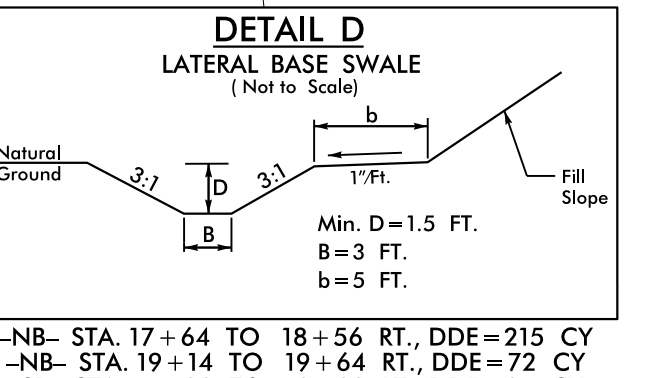 DETAIL D
LATERAL BASE SWALE
( Not to Scale)
b
Natural
Ground
3:1
D
3:1
1"/Ft.
Fill
Slope
B
Min. D=1.5 FT.
B=3 FT.
b=5 FT.
–NB– STA. 17+64 TO 18+56 RT., DDE=215 CY
–NB– STA. 19+14 TO 19+64 RT., DDE=72 CY